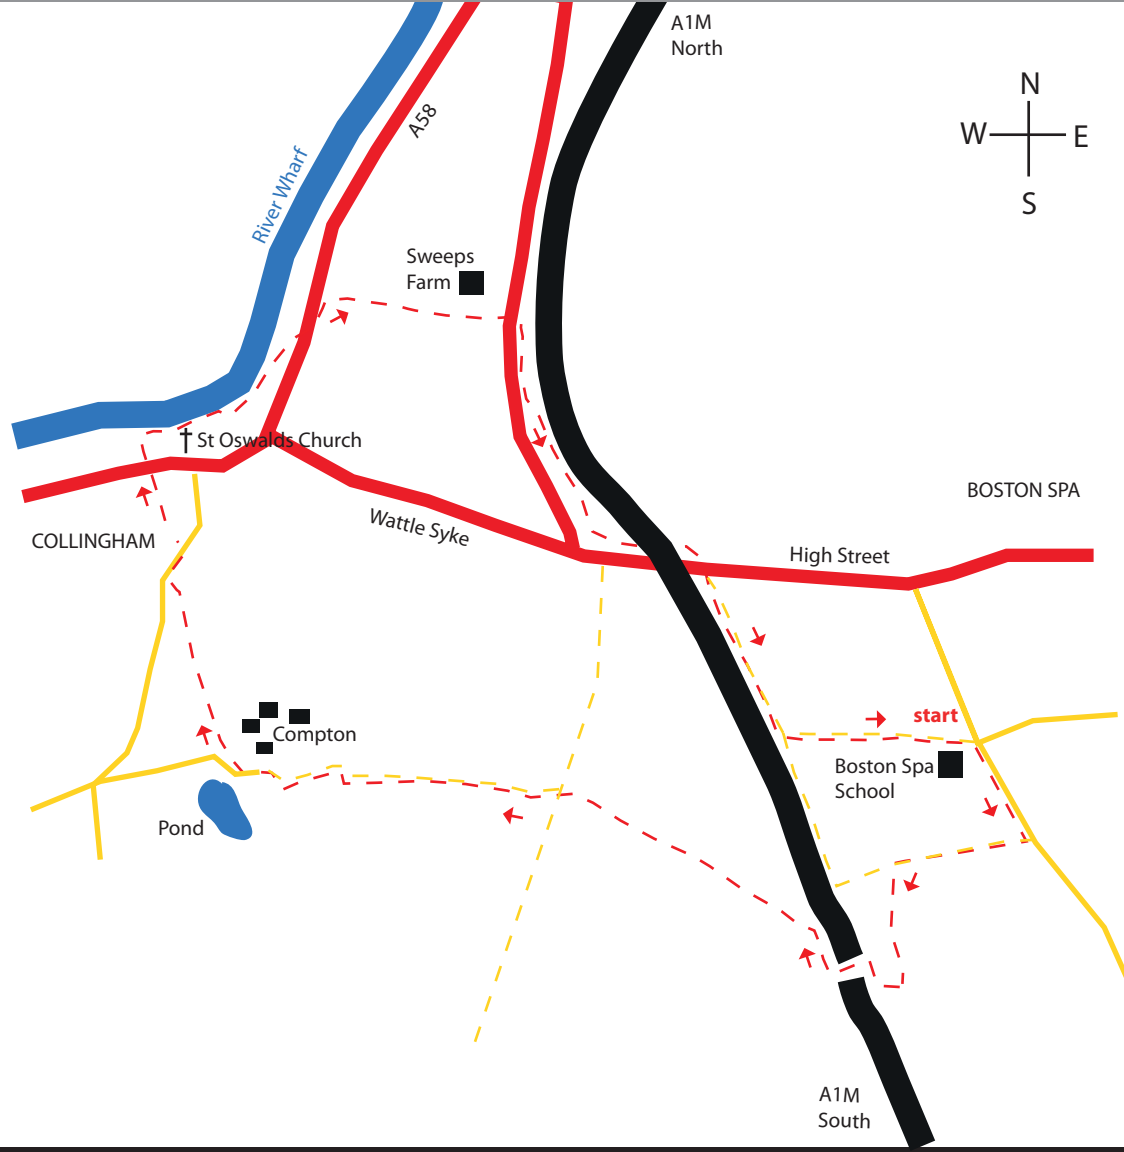 A1M
North
N
W
E
S
A58
River Wharf
Sweeps
Farm
St Oswalds Church
BOSTON SPA
Wattle Syke
COLLINGHAM
High Street
start
Compton
Boston Spa
School
Pond
A1M
South